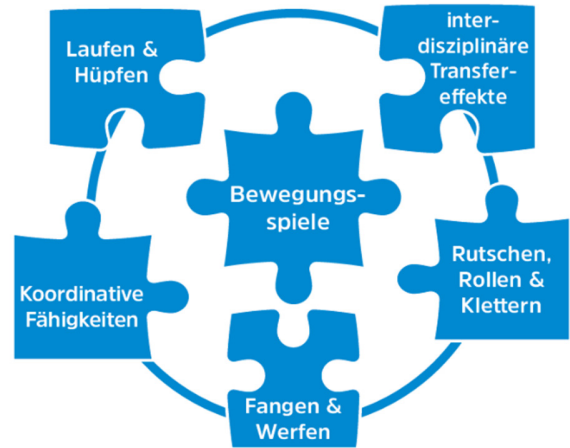 Laufen &
Hüpfen
inter-
disziplinäre
Transfer-
effekte
Bewegungs-
spiele
Koordinative
Fähigkeiten
Rutschen,
Rollen &
Klettern
Fangen &
Werfen